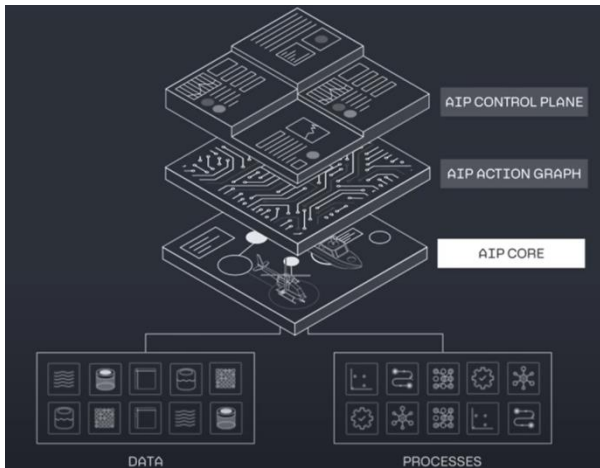 AIP CONTROL PLANE
AIP ACTION GRAPH
AIP CORE
DATA
PROCESSES